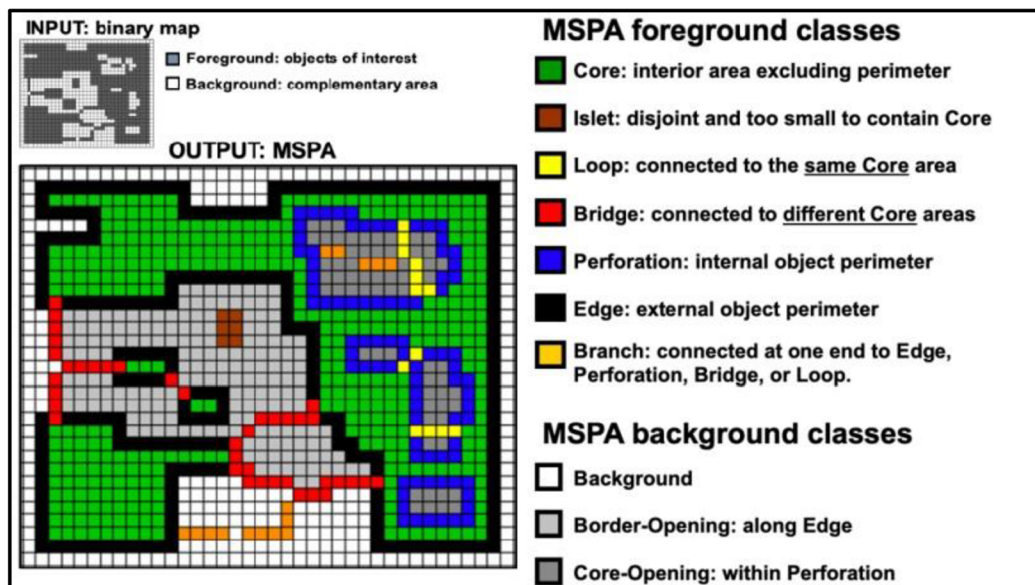 INPUT: binary map
Foreground: objects of interest
Background: complementary area
OUTPUT: MSPA
MSPA foreground classes
Core: interior area excluding perimeter
Islet: disjoint and too small to contain Core
Loop: connected to the same Core area
Bridge: connected to different Core areas
Perforation: internal object perimeter
Edge: external object perimeter
Branch: connected at one end to Edge,
Perforation, Bridge, or Loop.
MSPA background classes
Background
Border-Opening: along Edge
Core-Opening: within Perforation